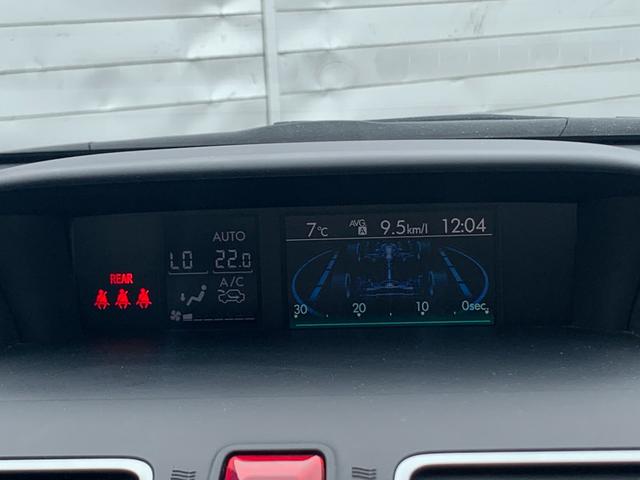 7°C AVG A 9.5km/l 12:04
AUTO
LO 22.0
REAR
A/C
30 20 10 0sec.